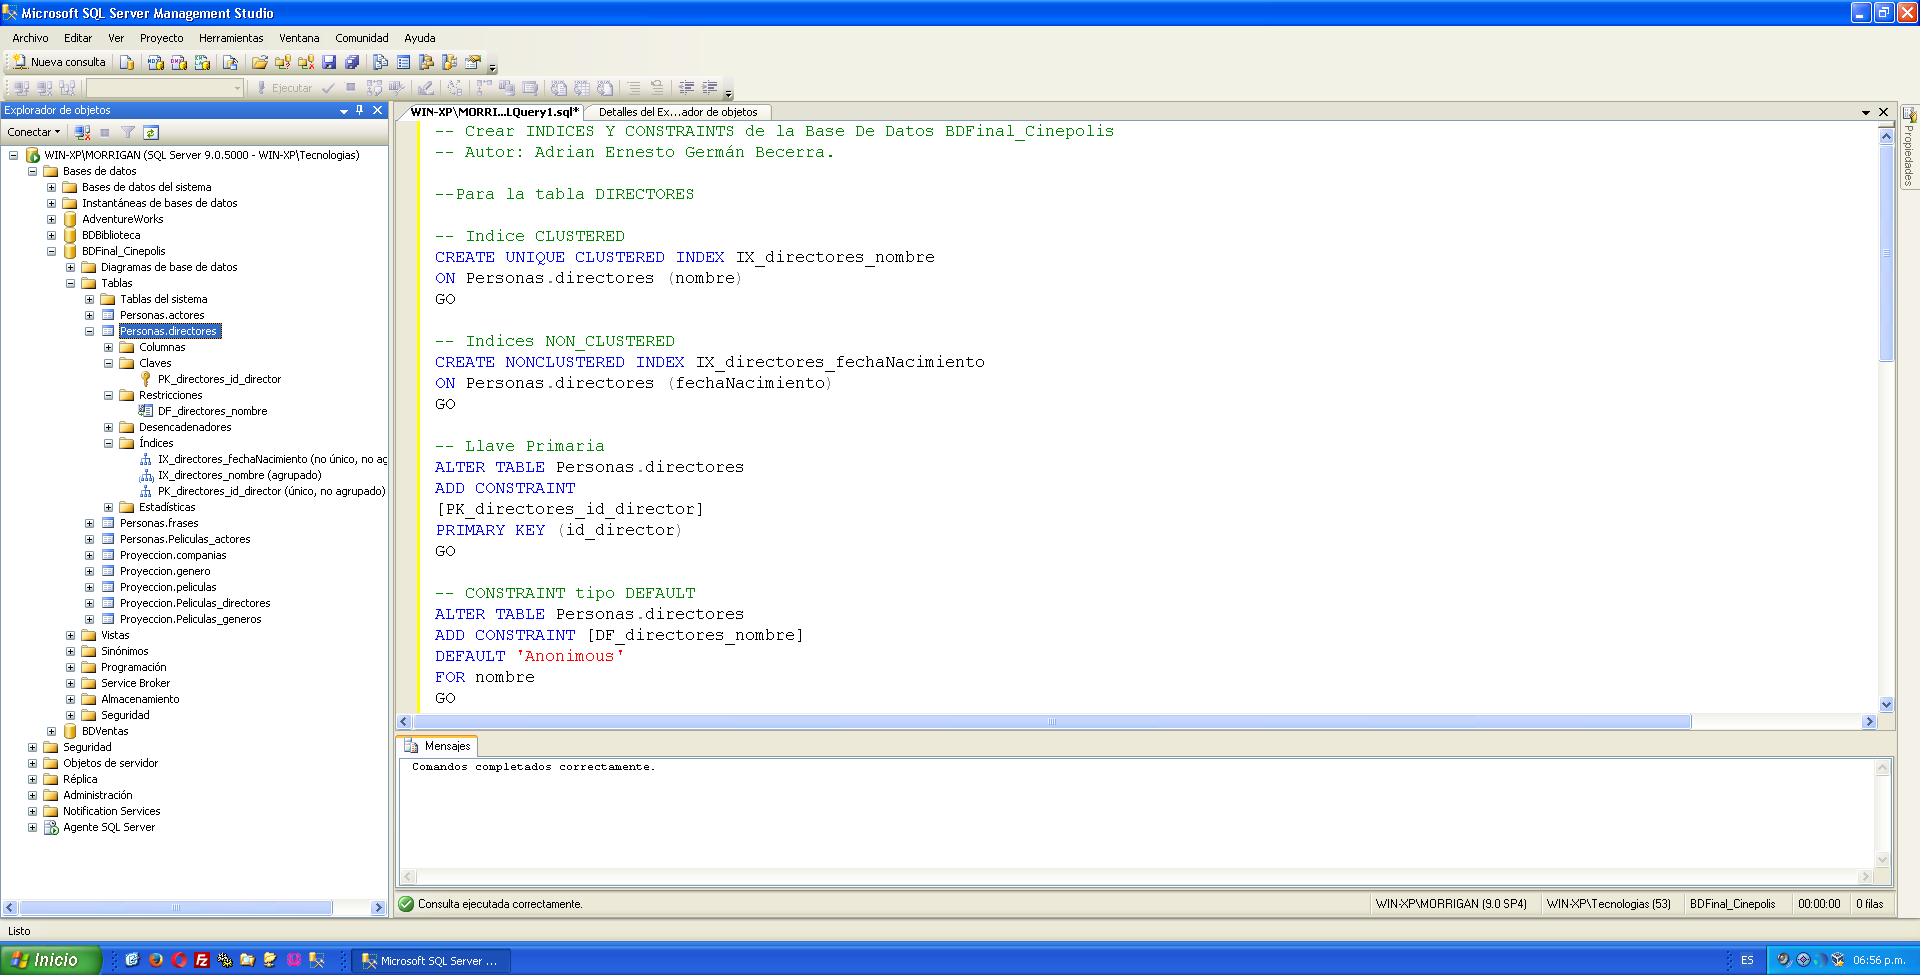 Microsoft SQL Server Management Studio
Archivo Editar Ver Proyecto Herramientas Ventana Comunidad Ayuda
Nueva consulta
Ejecutar
Explorador de objetos
Conectar
WIN-XP\MORRIGAN (SQL Server 9.0.5000 - WIN-XP\Tecnologias)
Bases de datos
Bases de datos del sistema
Instantáneas de bases de datos
AdventureWorks
BDBiblioteca
BDFinal_Cinepolis
Diagramas de base de datos
Tablas
Tablas del sistema
Personas.actores
Personas.directores
Columnas
Claves
PK_directores_id_director
Restricciones
DF_directores_nombre
Desencadenadores
Índices
IX_directores_fechaNacimiento (no único, no ag
IX_directores_nombre (agrupado)
PK_directores_id_director (único, no agrupado)
Estadísticas
Personas.frases
Personas.Peliculas_actores
Proyeccion.companias
Proyeccion.genero
Proyeccion.peliculas
Proyeccion.Peliculas_directores
Proyeccion.Peliculas_generos
Vistas
Sinónimos
Programación
Service Broker
Almacenamiento
Seguridad
BDVentas
Seguridad
Objetos de servidor
Réplica
Administración
Notification Services
Agente SQL Server
WIN-XP\MORRI...LQuery1.sql* Detalles del Ex...ador de objetos
-- Crear INDICES Y CONSTRAINTS de la Base De Datos BDFinal_Cinepolis
-- Autor: Adrian Ernesto Germán Becerra.
--Para la tabla DIRECTORES
-- Indice CLUSTERED
CREATE UNIQUE CLUSTERED INDEX IX_directores_nombre
ON Personas.directores (nombre)
GO
-- Indices NON_CLUSTERED
CREATE NONCLUSTERED INDEX IX_directores_fechaNacimiento
ON Personas.directores (fechaNacimiento)
GO
-- Llave Primaria
ALTER TABLE Personas.directores
ADD CONSTRAINT
[PK_directores_id_director]
PRIMARY KEY (id_director)
GO
-- CONSTRAINT tipo DEFAULT
ALTER TABLE Personas.directores
ADD CONSTRAINT [DF_directores_nombre]
DEFAULT 'Anonimous'
FOR nombre
GO
Propiedades
Mensajes
Comandos completados correctamente.
Consulta ejecutada correctamente. WIN-XP\MORRIGAN (9.0 SP4) WIN-XP\Tecnologias (53) BDFinal_Cinepolis 00:00:00 0 filas
Listo
Inicio Microsoft SQL Server ... ES 06:56 p.m.